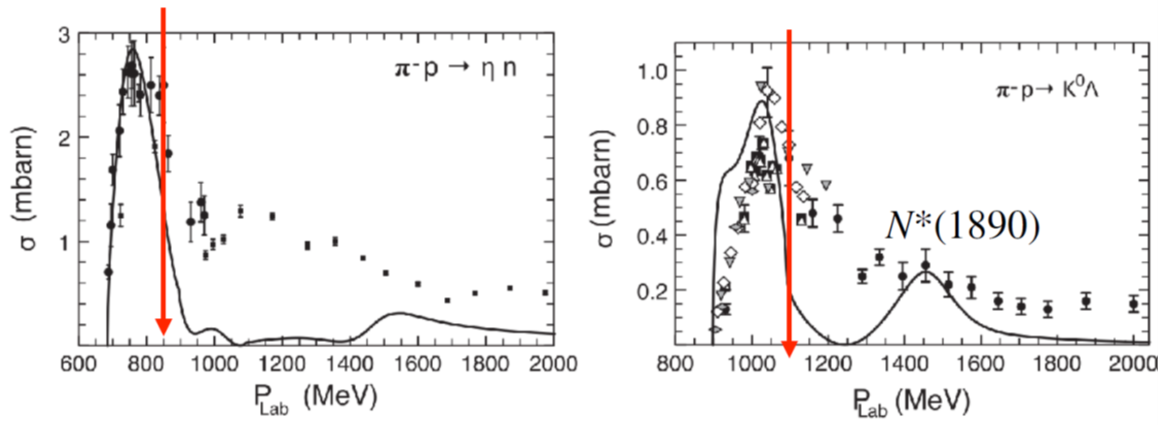 3
2
1
σ (mbarn)
π-p → η n
600 800 1000 1200 1400 1600 1800 2000
P_Lab (MeV)
1.0
0.8
0.6
0.4
0.2
σ (mbarn)
π-p → K⁰Λ
N*(1890)
800 1000 1200 1400 1600 1800 2000
P_Lab (MeV)